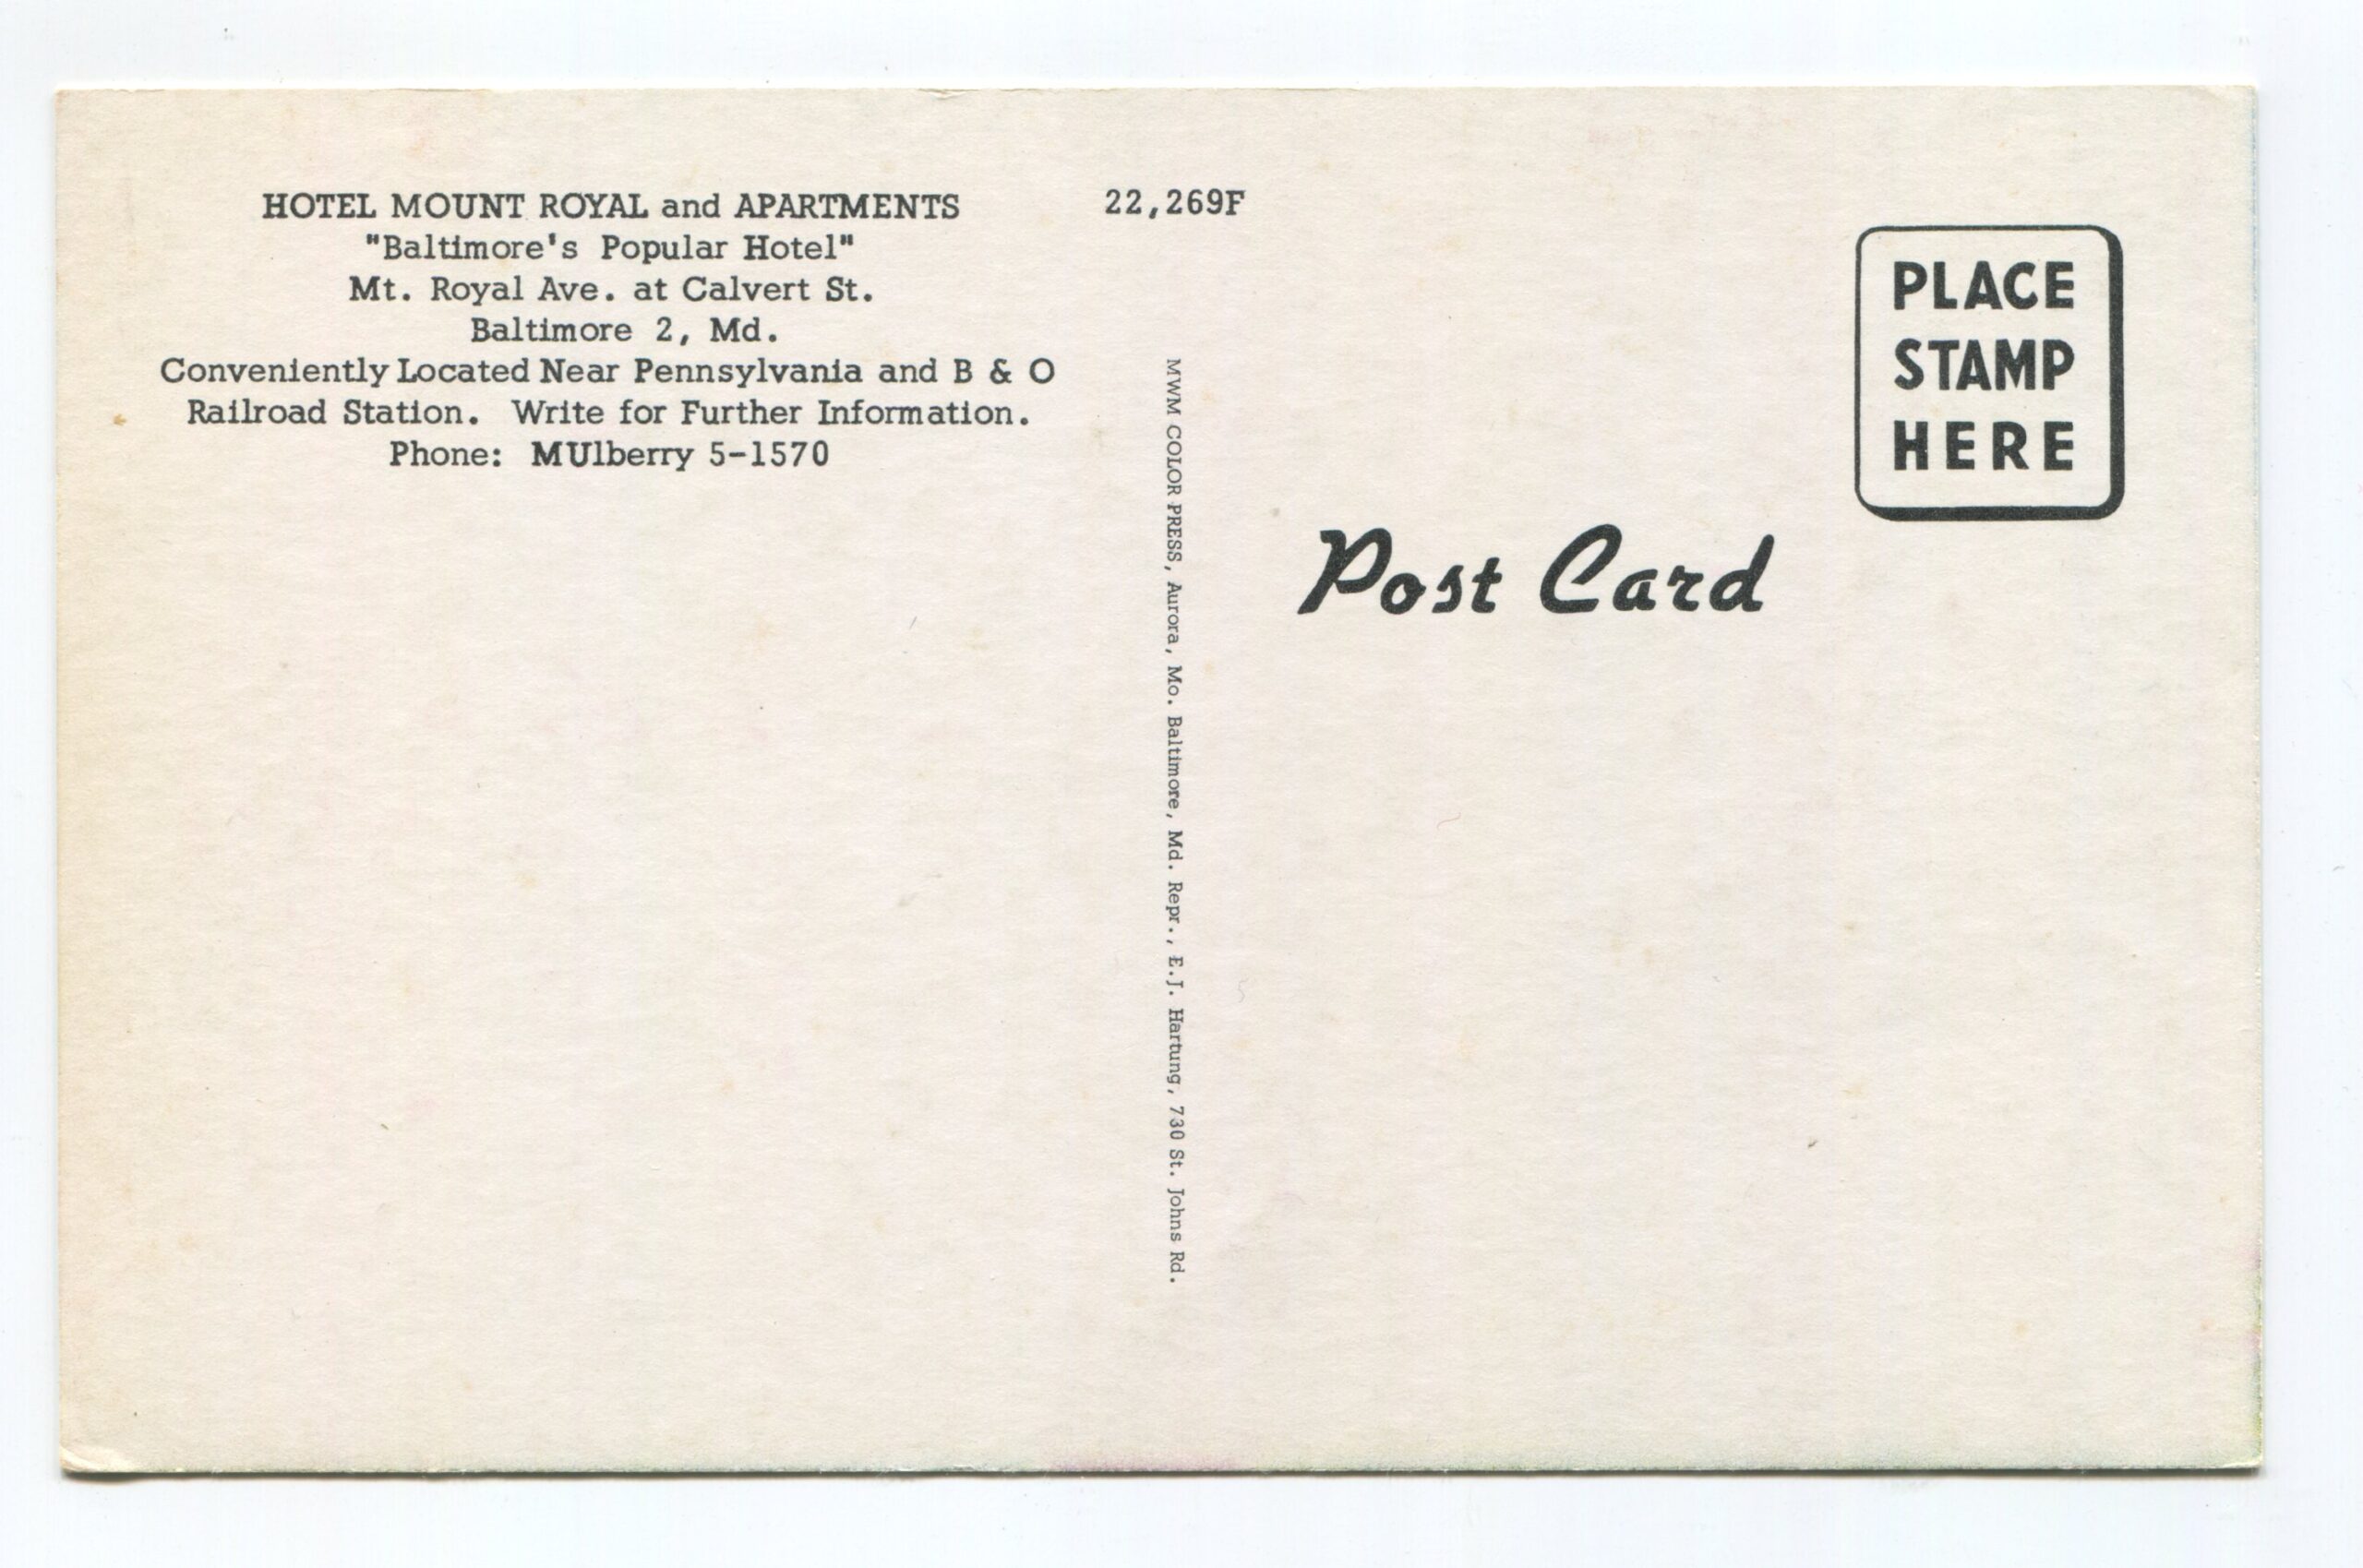 HOTEL MOUNT ROYAL and APARTMENTS
"Baltimore's Popular Hotel"
Mt. Royal Ave. at Calvert St.
Baltimore 2, Md.
Conveniently Located Near Pennsylvania and B & O
Railroad Station. Write for Further Information.
Phone: MUlberry 5-1570
22,269F
MWM COLOR PRESS, Aurora, Mo. Baltimore, Md. Repr., E.J. Hartung, 730 St. Johns Rd.
PLACE
STAMP
HERE
Post Card